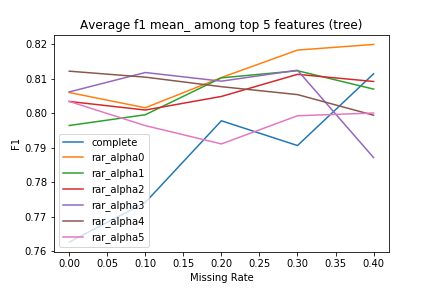 Average f1 mean_ among top 5 features (tree)
0.82
0.81
0.80
0.79
0.78
0.77
0.76
F1
complete
rar_alpha0
rar_alpha1
rar_alpha2
rar_alpha3
rar_alpha4
rar_alpha5
0.00 0.05 0.10 0.15 0.20 0.25 0.30 0.35 0.40
Missing Rate